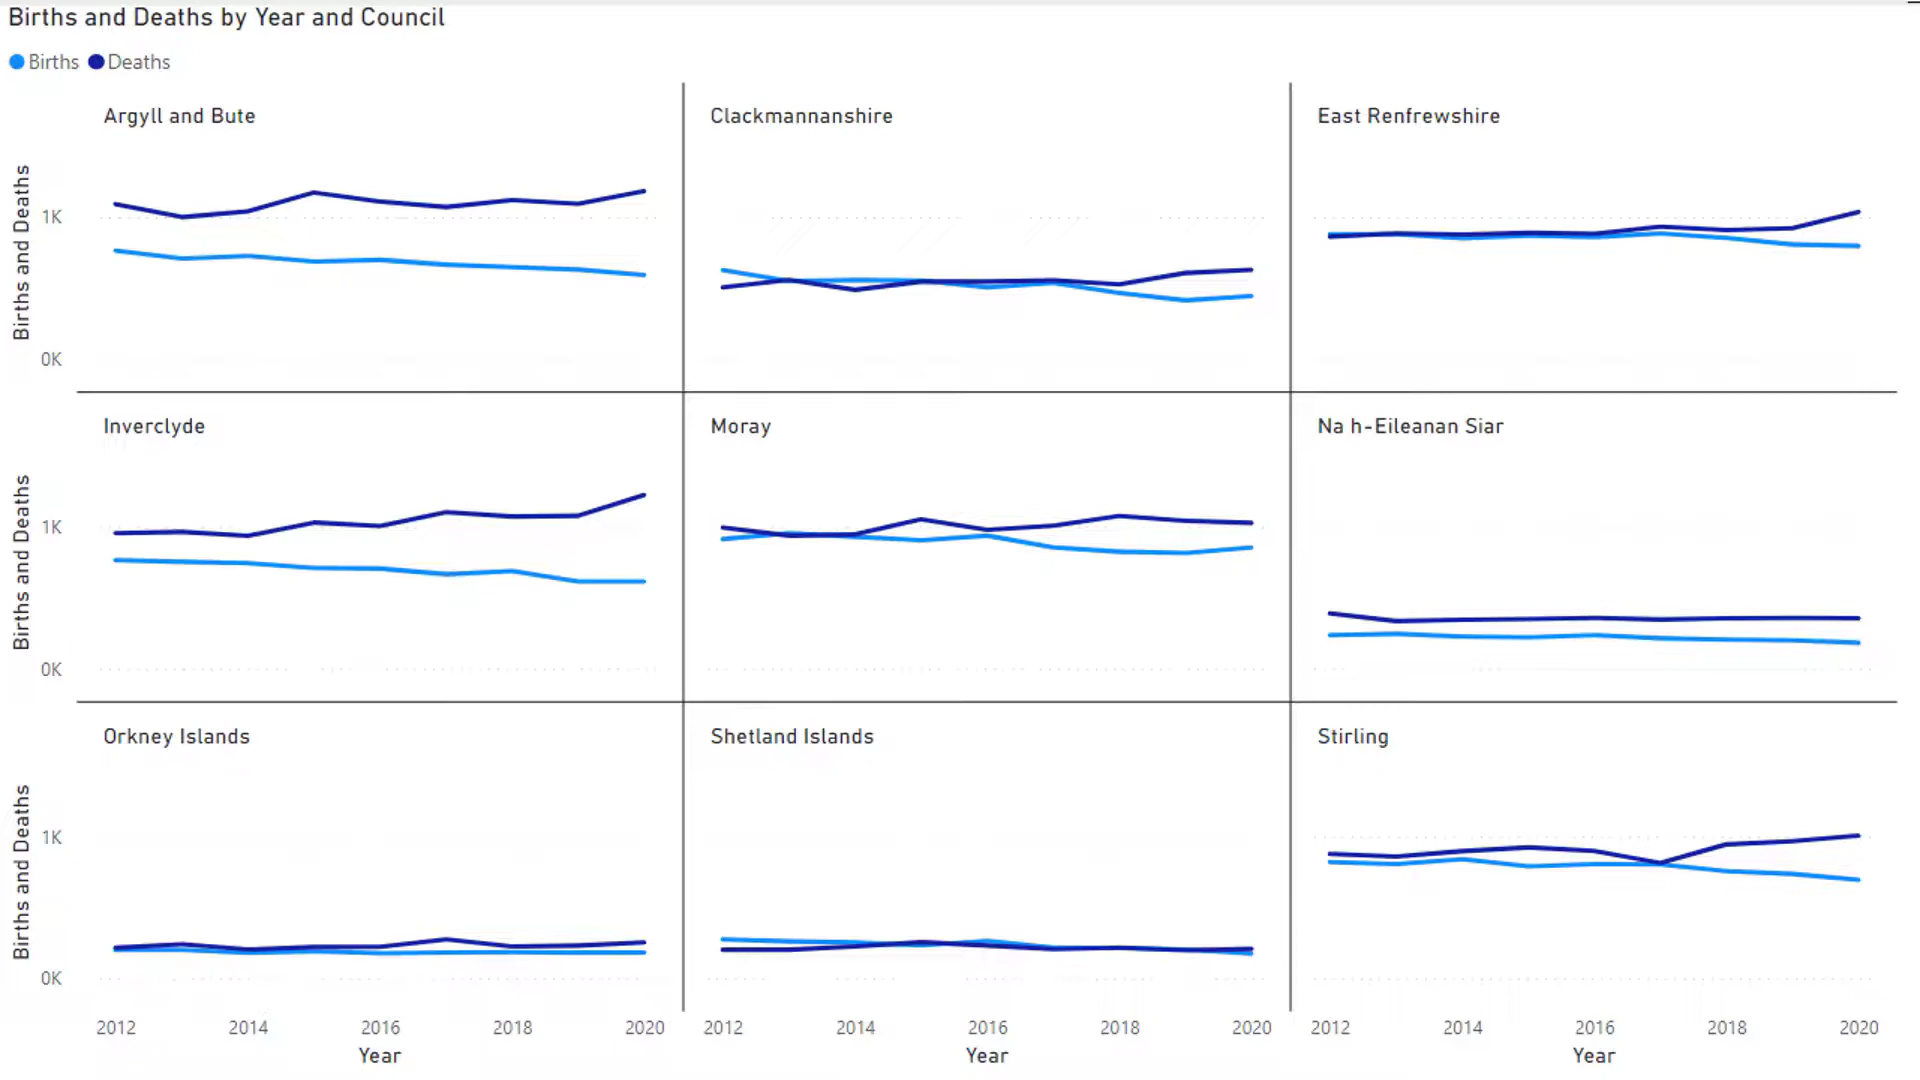 Births and Deaths by Year and Council
Births Deaths
Argyll and Bute
Clackmannanshire
East Renfrewshire
Births and Deaths
1K
0K
Inverclyde
Moray
Na h-Eileanan Siar
Births and Deaths
1K
0K
Orkney Islands
Shetland Islands
Stirling
Births and Deaths
1K
0K
2012 2014 2016 2018 2020
2012 2014 2016 2018 2020
2012 2014 2016 2018 2020
Year
Year
Year